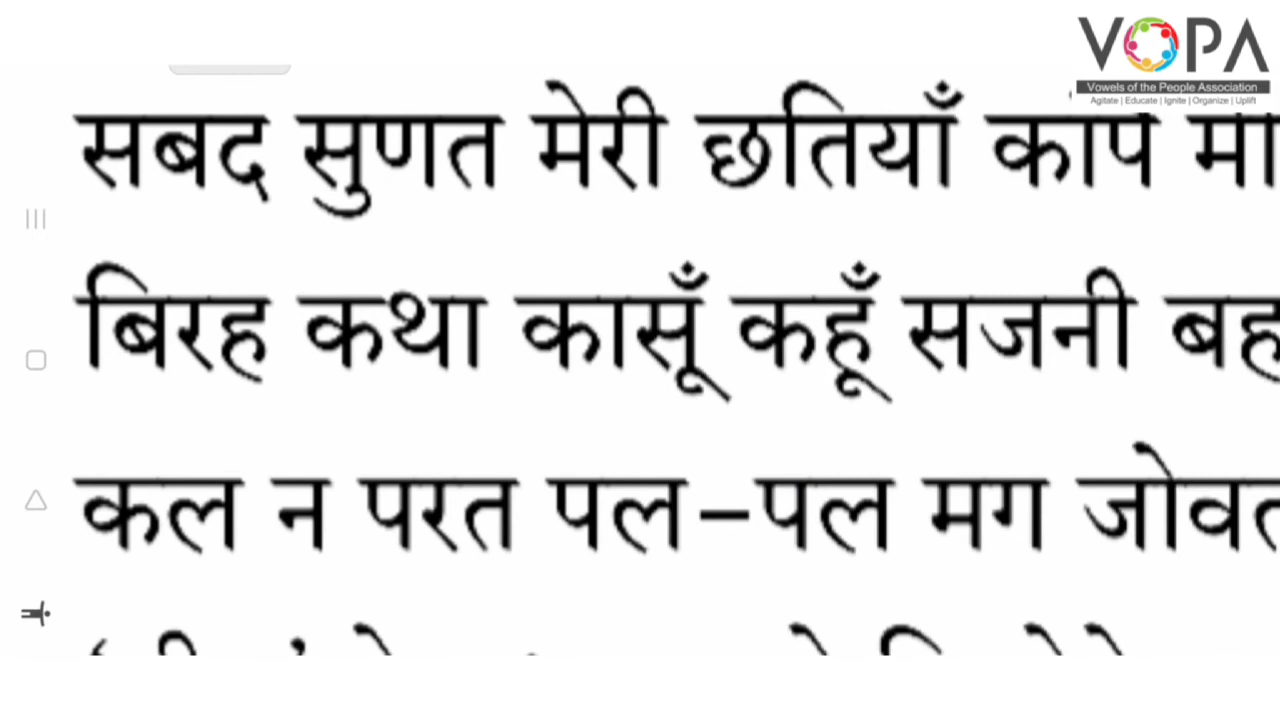 VOPA
Vowels of the People Association
Agitate | Educate | Ignite | Organize | Uplift
सबद सुणत मेरी छतियाँ
बिरह कथा कासूँ कहूँ सजनी
कल न परत पल-पल मग